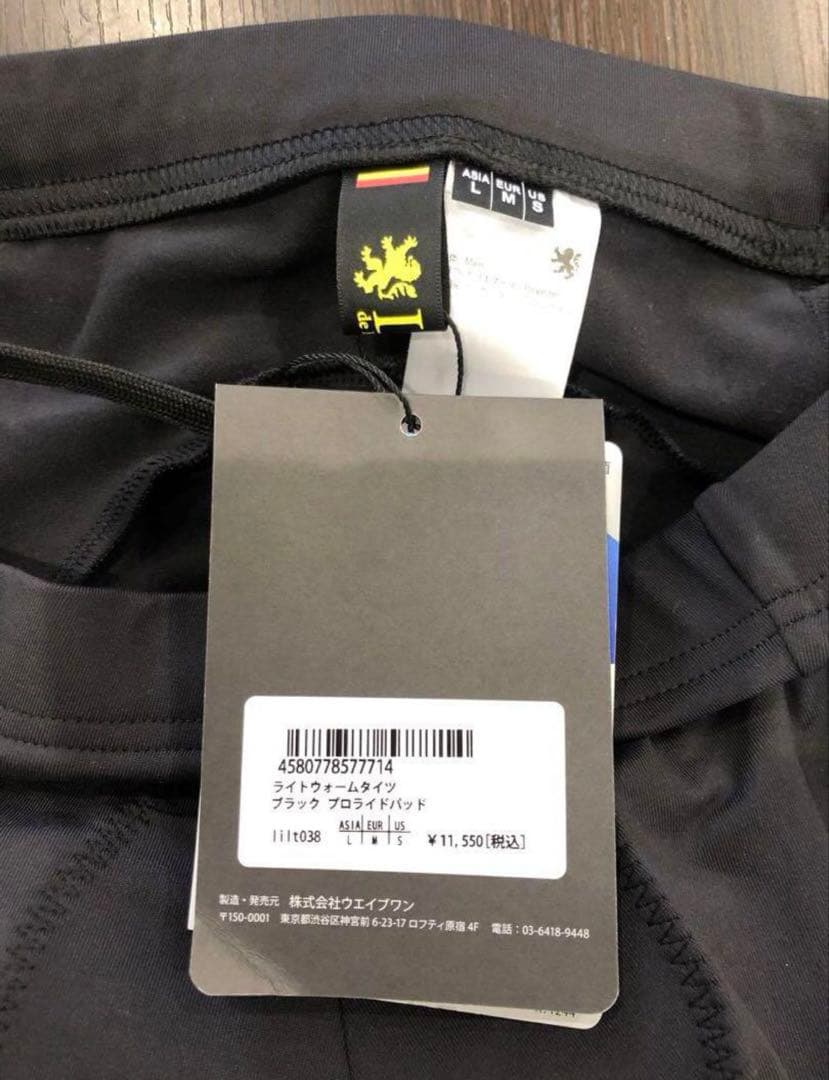 ASIA EUR US
L M S
L
de
Men
4580778577714
ライトウォームタイツ
ブラック プロライドパッド
lilt038
ASIA EUR US
L M S
￥11,550[税込]
製造・発売元 株式会社ウエイブワン
〒150-0001 東京都渋谷区神宮前 6-23-17 ロフティ原宿 4F 電話：03-6418-9448